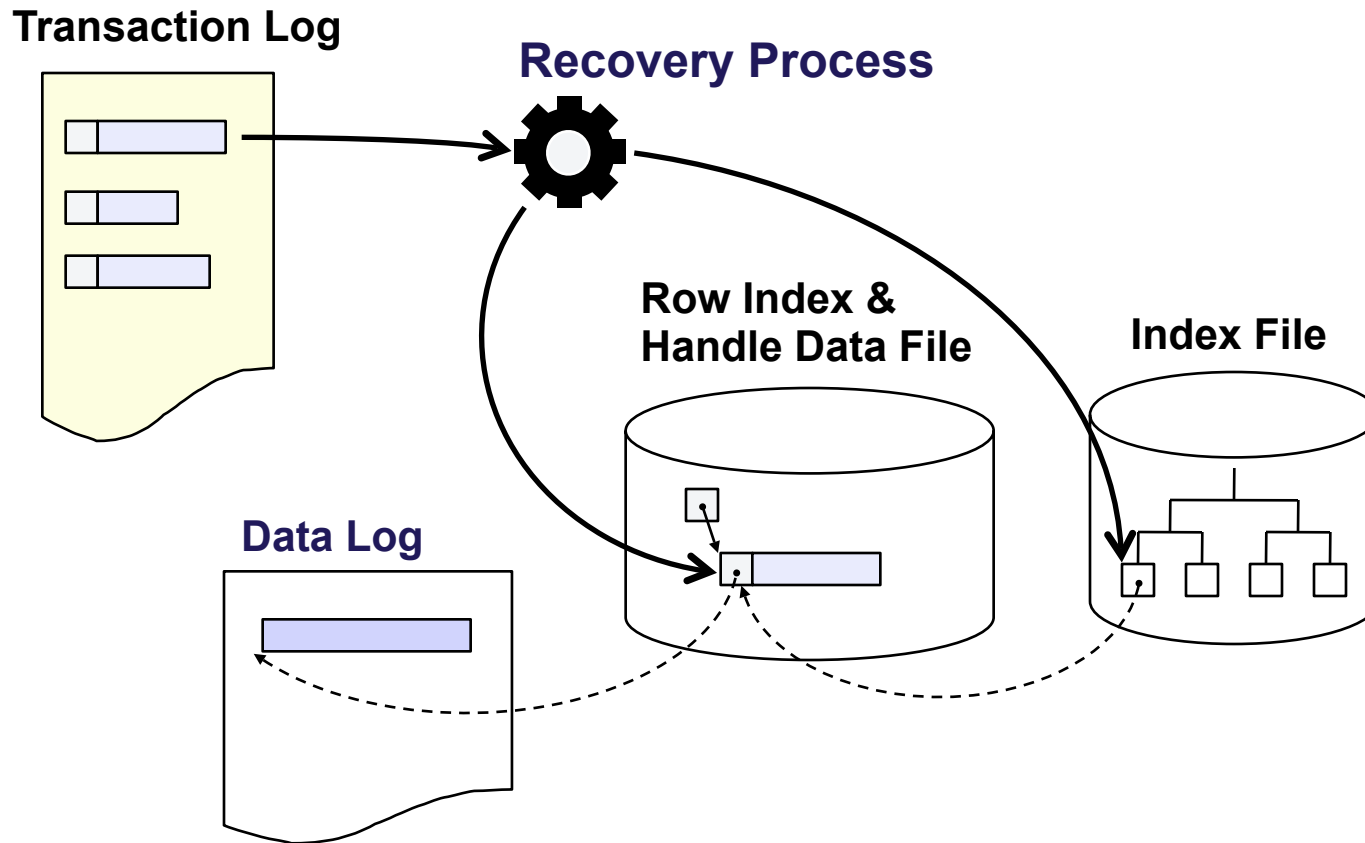 Transaction Log
Recovery Process
Row Index &
Handle Data File
Index File
Data Log